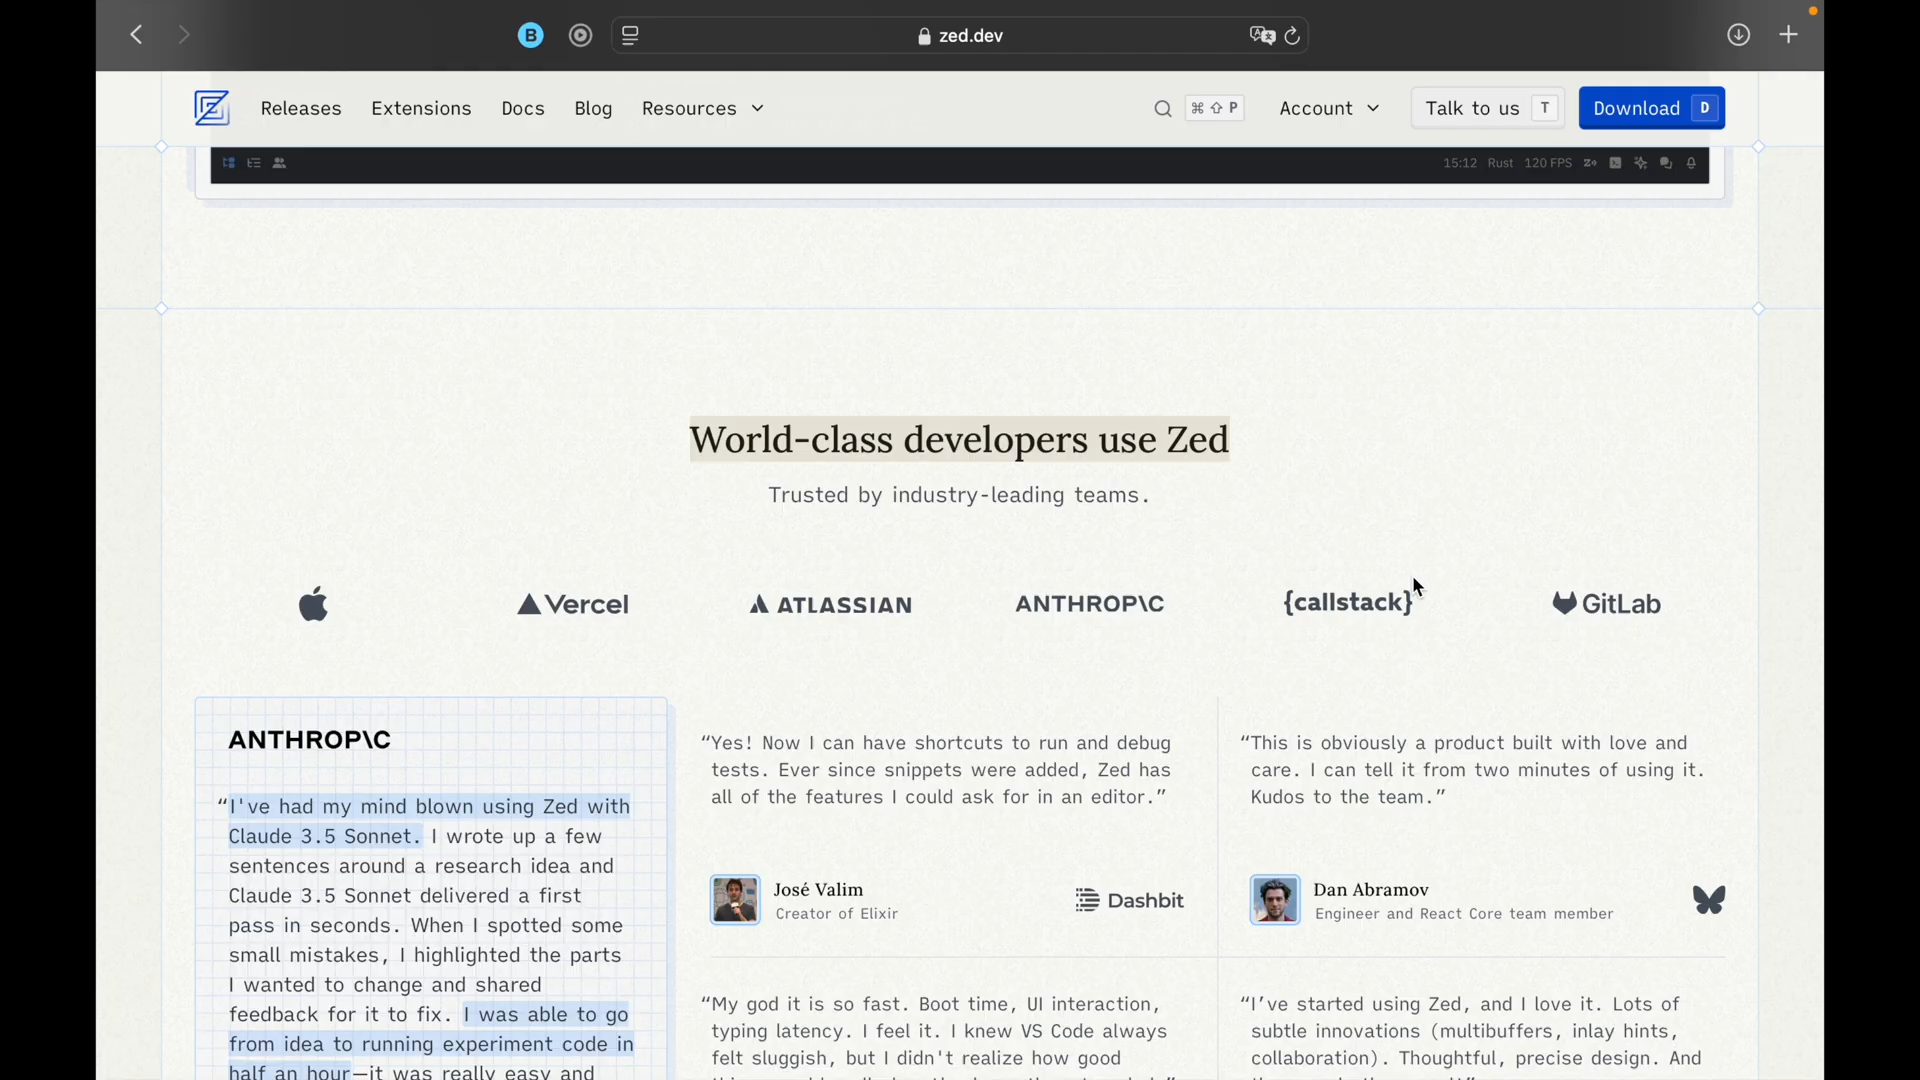 B
zed.dev
Releases
Extensions
Docs
Blog
Resources
⌘ ⇧ P
Account
Talk to us T
Download D
15:12 Rust 120 FPS
World-class developers use Zed
Trusted by industry-leading teams.
Vercel
ATLASSIAN
ANTHROP\C
{callstack}
GitLab
ANTHROP\C
“I've had my mind blown using Zed with
Claude 3.5 Sonnet. I wrote up a few
sentences around a research idea and
Claude 3.5 Sonnet delivered a first
pass in seconds. When I spotted some
small mistakes, I highlighted the parts
I wanted to change and shared
feedback for it to fix. I was able to go
from idea to running experiment code in
half an hour—it was really easy and
“Yes! Now I can have shortcuts to run and debug
tests. Ever since snippets were added, Zed has
all of the features I could ask for in an editor.”
José Valim
Creator of Elixir
Dashbit
“This is obviously a product built with love and
care. I can tell it from two minutes of using it.
Kudos to the team.”
Dan Abramov
Engineer and React Core team member
“My god it is so fast. Boot time, UI interaction,
typing latency. I feel it. I knew VS Code always
felt sluggish, but I didn't realize how good
“I’ve started using Zed, and I love it. Lots of
subtle innovations (multibuffers, inlay hints,
collaboration). Thoughtful, precise design. And